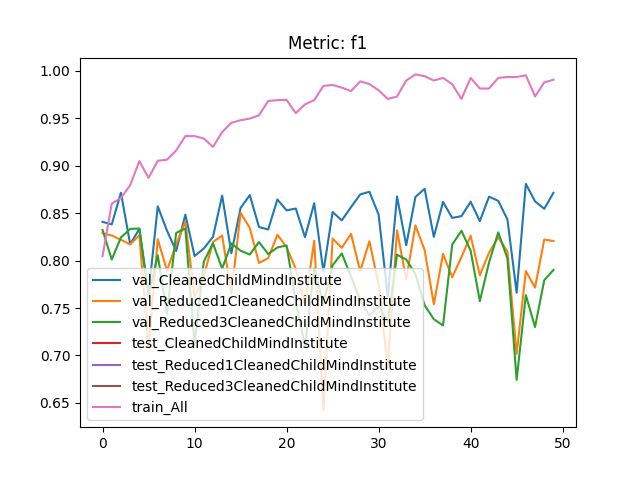 Metric: f1
1.00
0.95
0.90
0.85
0.80
0.75
0.70
0.65
val_CleanedChildMindInstitute
val_Reduced1CleanedChildMindInstitute
val_Reduced3CleanedChildMindInstitute
test_CleanedChildMindInstitute
test_Reduced1CleanedChildMindInstitute
test_Reduced3CleanedChildMindInstitute
train_All
0 10 20 30 40 50